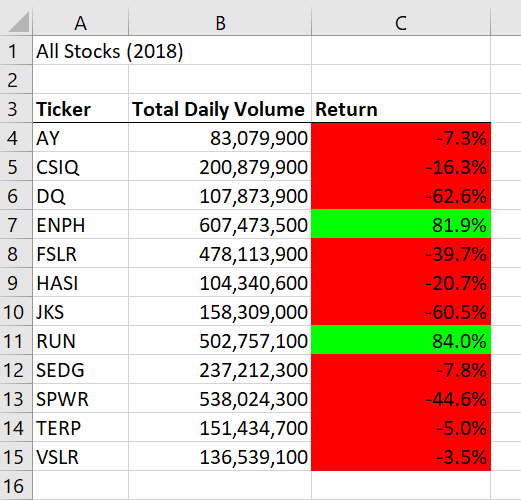 A B C
1 All Stocks (2018)
2
3 Ticker Total Daily Volume Return
4 AY 83,079,900 -7.3%
5 CSIQ 200,879,900 -16.3%
6 DQ 107,873,900 -62.6%
7 ENPH 607,473,500 81.9%
8 FSLR 478,113,900 -39.7%
9 HASI 104,340,600 -20.7%
10 JKS 158,309,000 -60.5%
11 RUN 502,757,100 84.0%
12 SEDG 237,212,300 -7.8%
13 SPWR 538,024,300 -44.6%
14 TERP 151,434,700 -5.0%
15 VSLR 136,539,100 -3.5%
16